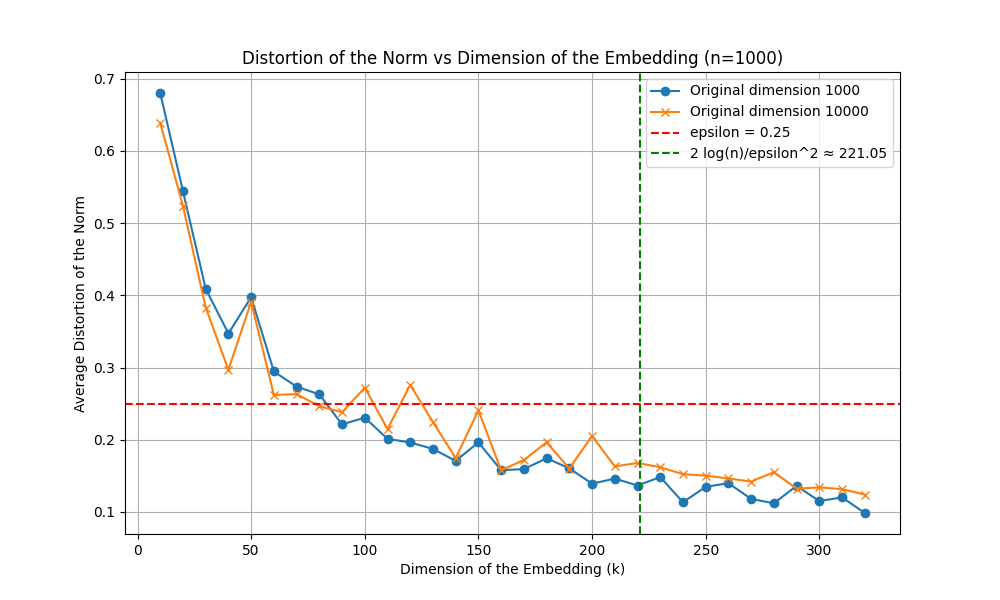 Distortion of the Norm vs Dimension of the Embedding (n=1000)
0.7
0.6
0.5
0.4
0.3
0.2
0.1
Average Distortion of the Norm
Original dimension 1000
Original dimension 10000
epsilon = 0.25
2 log(n)/epsilon^2 ≈ 221.05
0 50 100 150 200 250 300
Dimension of the Embedding (k)